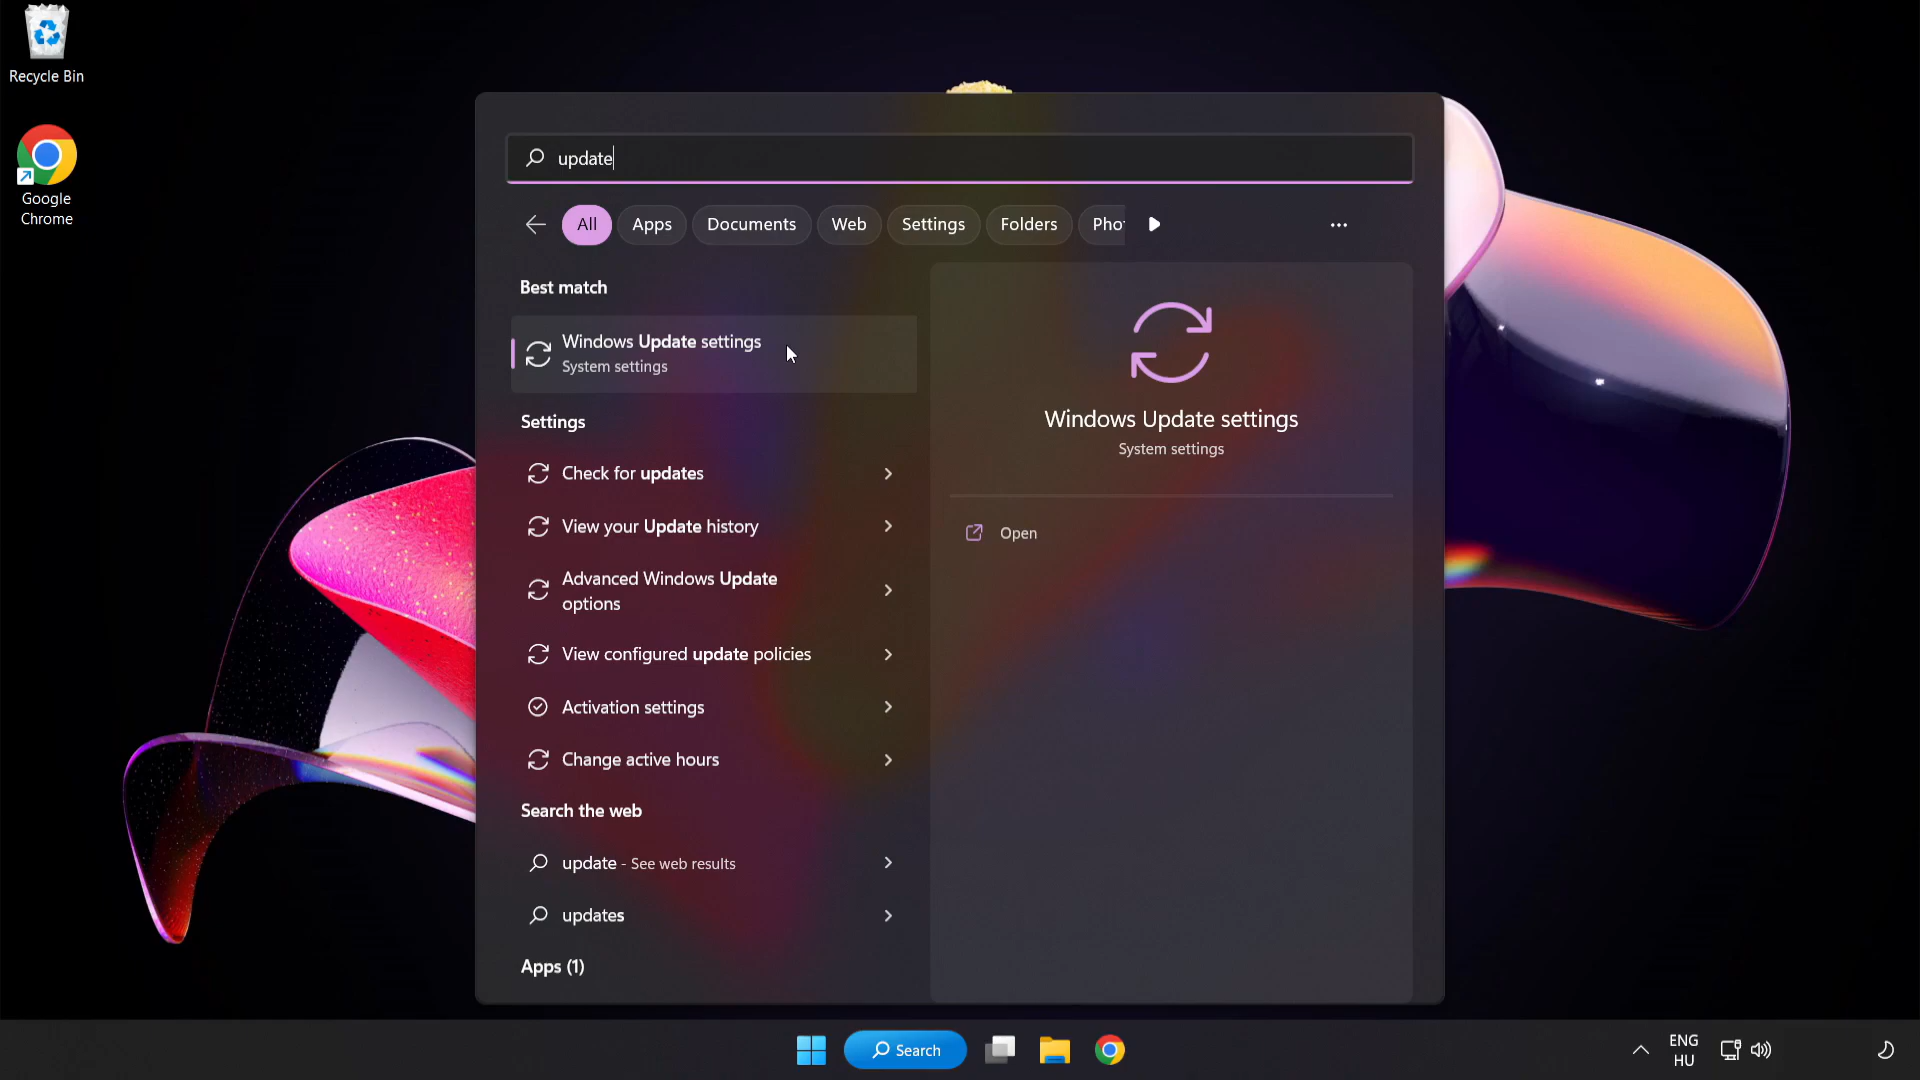 Recycle Bin
Google
Chrome
update
All
Apps
Documents
Web
Settings
Folders
Pho
Best match
Windows Update settings
System settings
Settings
Check for updates
View your Update history
Advanced Windows Update
options
View configured update policies
Activation settings
Change active hours
Search the web
update - See web results
updates
Apps (1)
Windows Update settings
System settings
Open
Search
ENG
HU